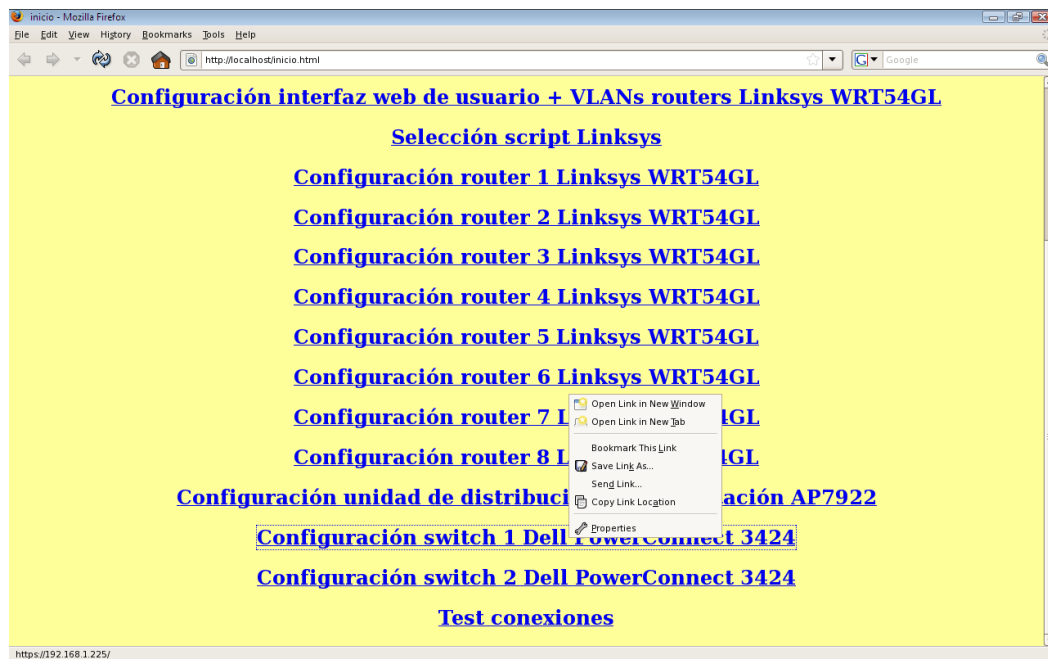 inicio - Mozilla Firefox
File Edit View History Bookmarks Tools Help
http://localhost/inicio.html
G Google
Configuración interfaz web de usuario + VLANs routers Linksys WRT54GL
Selección script Linksys
Configuración router 1 Linksys WRT54GL
Configuración router 2 Linksys WRT54GL
Configuración router 3 Linksys WRT54GL
Configuración router 4 Linksys WRT54GL
Configuración router 5 Linksys WRT54GL
Configuración router 6 Linksys WRT54GL
Open Link in New Window
Configuración router 7 L GL
Open Link in New Tab
Bookmark This Link
Configuración router 8 L GL
Save Link As...
Send Link...
Configuración unidad de distribuci ación AP7922
Copy Link Location
Properties
Configuración switch 1 Dell PowerConnect 3424
Configuración switch 2 Dell PowerConnect 3424
Test conexiones
https://192.168.1.225/